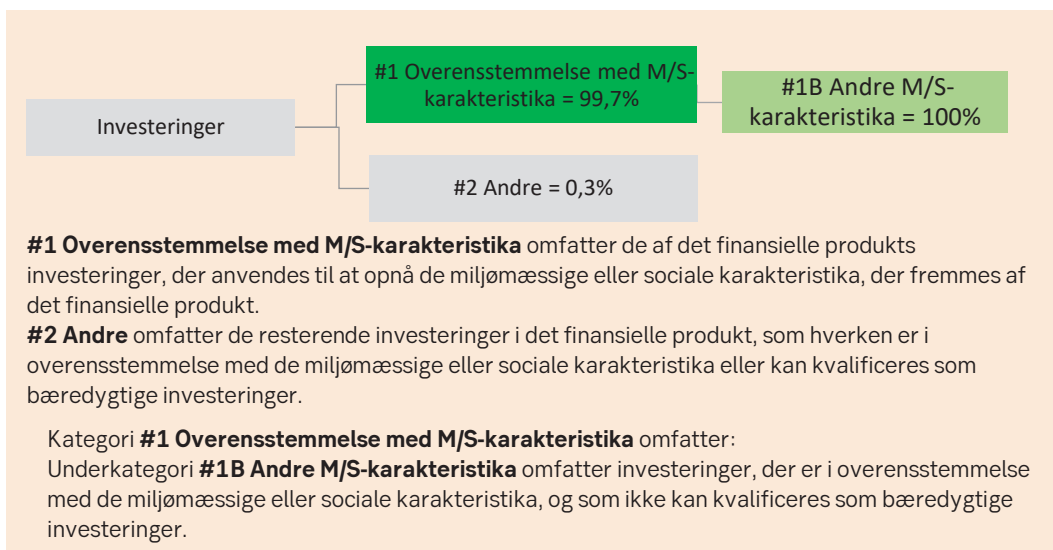 #1 Overensstemmelse med M/S-
karakteristika = 99,7%
#1B Andre M/S-
karakteristika = 100%
Investeringer
#2 Andre = 0,3%
#1 Overensstemmelse med M/S-karakteristika omfatter de af det finansielle produkts
investeringer, der anvendes til at opnå de miljømæssige eller sociale karakteristika, der fremmes af
det finansielle produkt.
#2 Andre omfatter de resterende investeringer i det finansielle produkt, som hverken er i
overensstemmelse med de miljømæssige eller sociale karakteristika eller kan kvalificeres som
bæredygtige investeringer.
Kategori #1 Overensstemmelse med M/S-karakteristika omfatter:
Underkategori #1B Andre M/S-karakteristika omfatter investeringer, der er i overensstemmelse
med de miljømæssige eller sociale karakteristika, og som ikke kan kvalificeres som bæredygtige
investeringer.